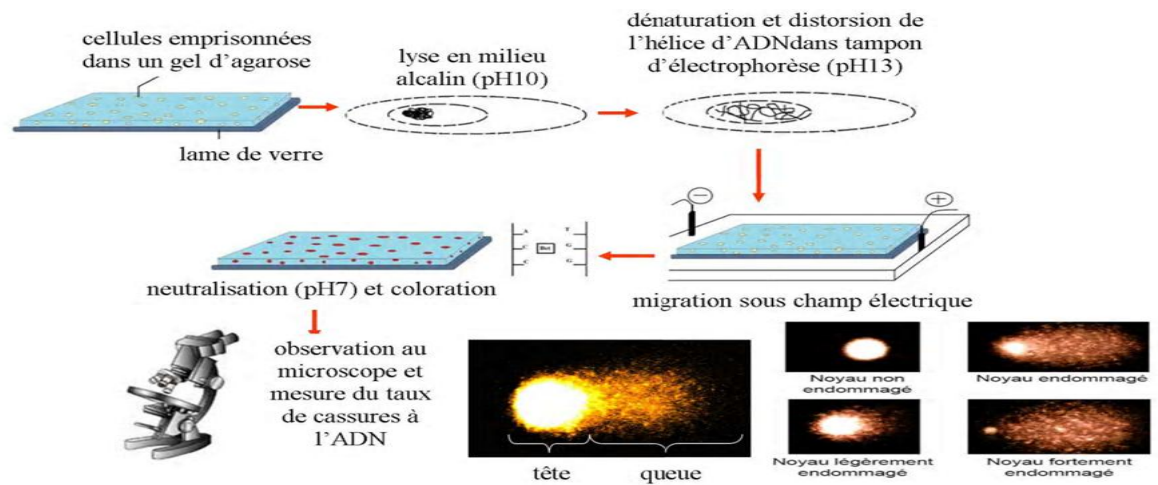 cellules emprisonnées
dans un gel d'agarose
lame de verre
lyse en milieu
alcalin (pH10)
dénaturation et distorsion de
l'hélice d'ADNdans tampon
d'électrophorèse (pH13)
−
+
migration sous champ électrique
neutralisation (pH7) et coloration
observation au
microscope et
mesure du taux
de cassures à
l'ADN
tête
queue
Noyau non
endommagé
Noyau endommagé
Noyau légèrement
endommagé
Noyau fortement
endommagé